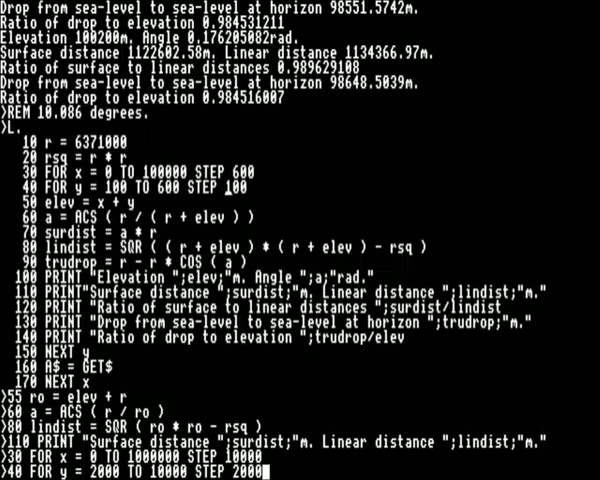 Drop from sea-level to sea-level at horizon 98551.5742m.
Ratio of drop to elevation 0.984531211
Elevation 100200m. Angle 0.176205082rad.
Surface distance 1122602.58m. Linear distance 1134366.97m.
Ratio of surface to linear distances 0.989629108
Drop from sea-level to sea-level at horizon 98648.5039m.
Ratio of drop to elevation 0.984516007
>REM 10.086 degrees.
>L.
10 r = 6371000
20 rsq = r * r
30 FOR x = 0 TO 100000 STEP 600
40 FOR y = 100 TO 600 STEP 100
50 elev = x + y
60 a = ACS ( r / ( r + elev ) )
70 surdist = a * r
80 lindist = SQR ( ( r + elev ) * ( r + elev ) - rsq )
90 trudrop = r - r * COS ( a )
100 PRINT "Elevation ";elev;"m. Angle ";a;"rad."
110 PRINT"Surface distance ";surdist;"m. Linear distance ";lindist;"m."
120 PRINT "Ratio of surface to linear distances ";surdist/lindist
130 PRINT "Drop from sea-level to sea-level at horizon ";trudrop;"m."
140 PRINT "Ratio of drop to elevation ";trudrop/elev
150 NEXT y
160 A$ = GET$
170 NEXT x
>55 ro = elev + r
>60 a = ACS ( r / ro )
>80 lindist = SQR ( ro * ro - rsq )
>110 PRINT "Surface distance ";surdist;"m. Linear distance ";lindist;"m."
>30 FOR x = 0 TO 1000000 STEP 10000
>40 FOR y = 2000 TO 10000 STEP 2000